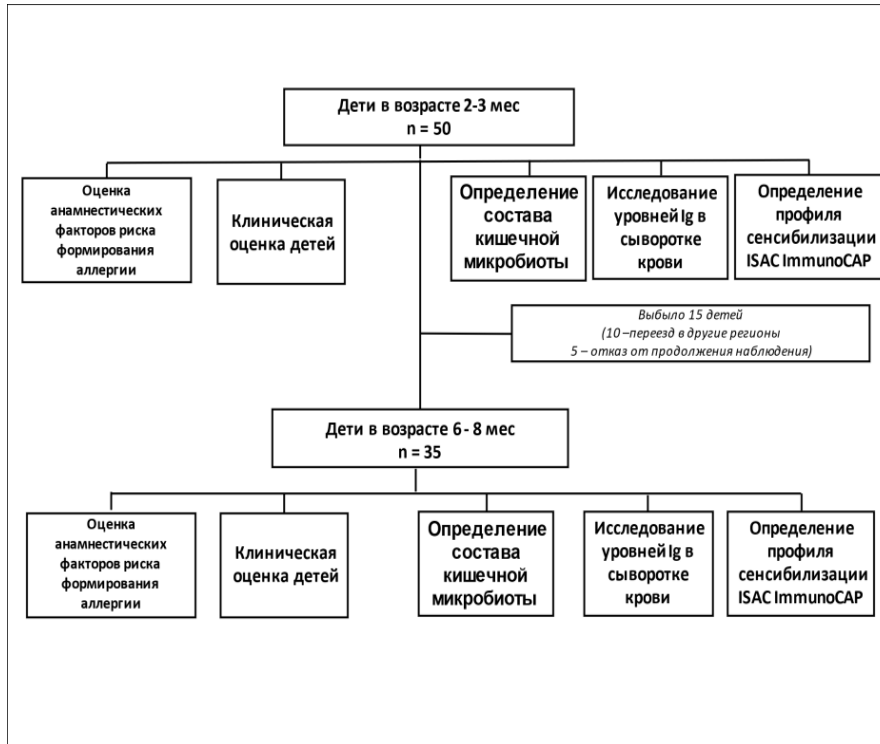 Дети в возрасте 2-3 мес
n = 50
Оценка
анамнестических
факторов риска
формирования
аллергии
Клиническая
оценка детей
Определение
состава
кишечной
микробиоты
Исследование
уровней Ig в
сыворотке
крови
Определение
профиля
сенсибилизации
ISAC ImmunoCAP
Выбыло 15 детей
(10 –переезд в другие регионы
5 – отказ от продолжения наблюдения)
Дети в возрасте 6 - 8 мес
n = 35
Оценка
анамнестических
факторов риска
формирования
аллергии
Клиническая
оценка детей
Определение
состава
кишечной
микробиоты
Исследование
уровней Ig в
сыворотке
крови
Определение
профиля
сенсибилизации
ISAC ImmunoCAP